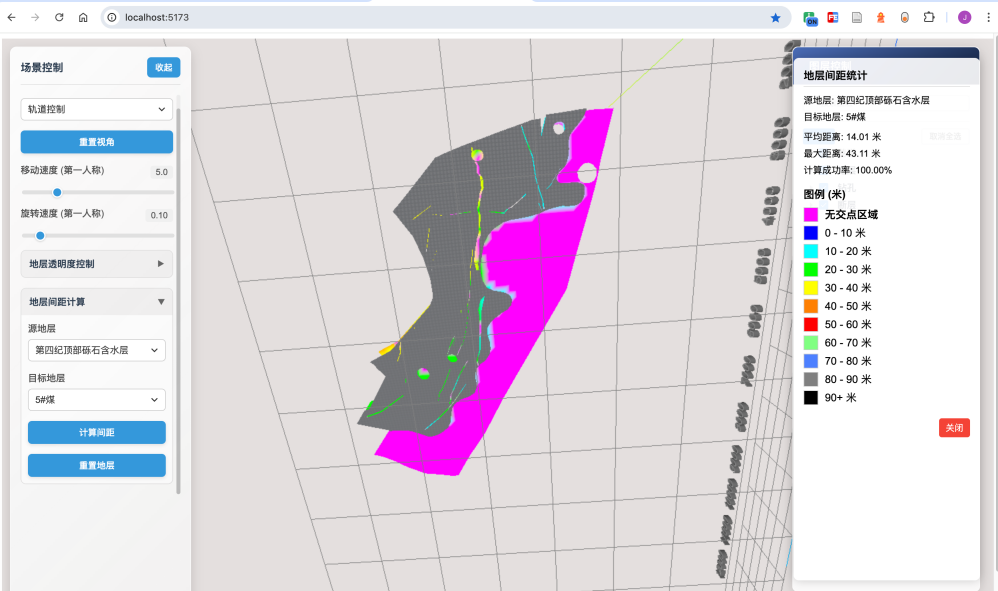 localhost:5173
ON
FE
J
场景控制
收起
轨道控制
重置视角
移动速度 (第一人称)
5.0
旋转速度 (第一人称)
0.10
地层透明度控制
地层间距计算
源地层
第四纪顶部砾石含水层
目标地层
5#煤
计算间距
重置地层
地层间距统计
源地层: 第四纪顶部砾石含水层
目标地层: 5#煤
平均距离: 14.01 米
最大距离: 43.11 米
计算成功率: 100.00%
图例 (米)
无交点区域
0 - 10 米
10 - 20 米
20 - 30 米
30 - 40 米
40 - 50 米
50 - 60 米
60 - 70 米
70 - 80 米
80 - 90 米
90+ 米
关闭